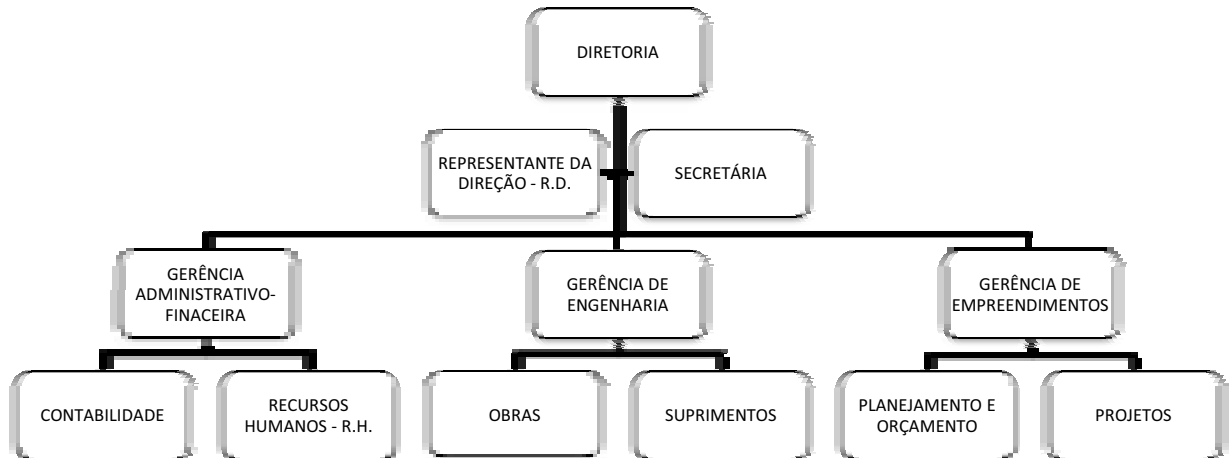 DIRETORIA
REPRESENTANTE DA
DIREÇÃO - R.D.
SECRETÁRIA
GERÊNCIA
ADMINISTRATIVO-
FINACEIRA
GERÊNCIA DE
ENGENHARIA
GERÊNCIA DE
EMPREENDIMENTOS
CONTABILIDADE
RECURSOS
HUMANOS - R.H.
OBRAS
SUPRIMENTOS
PLANEJAMENTO E
ORÇAMENTO
PROJETOS